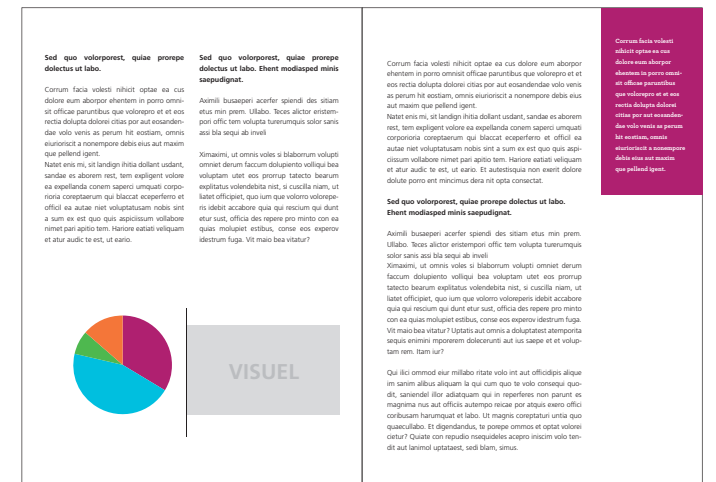 Sed quo volorporest, quiae prorepe
dolectus ut labo.
Corrum facia volesti nihicit optae ea cus
dolore eum aborpor ehentem in porro omni-
sit officae paruntibus que volorepro et et eos
rectia dolupta dolorei citias por aut eosanden-
dae volo venis as perum hit eostiam, omnis
eiuriorisit a nonempore debis eius aut maxim
que pellend igent.
Natet enis mi, sit landign ihitia dollant usdant,
sandae es aborem rest, tem expligent volore
ea expellenda conem saperci umquati corpo-
rioria coreptaerum qui blaccat eceperferro et
officil ea autae niet voluptatusam nobis sint
a sum ex est quo quis aspicissum vollabore
nimet pari apitio tem. Hariore eatiati veliquam
et atur audic te est, ut eario.
Sed quo volorporest, quiae prorepe
dolectus ut labo. Ehent modiasped minis
saepudignat.
Aximili busaeperi acerfer spiendi des sitiam
etus min prem. Ullabo. Teces alictor eristem-
pori offic tem volupta turerumquis solor sanis
assi bla sequi ab inveli
Ximaximi, ut omnis voles si blaborrum volupti
omniet derum faccum dolupiento volliqui bea
voluptam utet eos prorrup tatecto bearum
explitatus volendebita nist, si cuscilla niam, ut
liatet officipiet, quo ium que volorro volorepe-
ris idebit accabore quia qui rescium qui dunt
etur sust, officia des repere pro minto con ea
quias molupiet estibus, conse eos experov
idestrum fuga. Vit maio bea vitatur?
VISUEL
Corrum facia volesti nihicit optae ea cus dolore eum aborpor
ehentem in porro omnisit officae paruntibus que volorepro et et
eos rectia dolupta dolorei citias por aut eosandendae volo venis
as perum hit eostiam, omnis eiuriorisit a nonempore debis eius
aut maxim que pellend igent.
Natet enis mi, sit landign ihitia dollant usdant, sandae es aborem
rest, tem expligent volore ea expellenda conem saperci umquati
corporioria coreptaerum qui blaccat eceperferro et officil ea
autae niet voluptatusam nobis sint a sum ex est quo quis aspi-
cissum vollabore nimet pari apitio tem. Hariore eatiati veliquam
et atur audic te est, ut eario. Et autestisquia non exerit dolore
dolute porro ent mincimus dera nit opta consectat.
Sed quo volorporest, quiae prorepe dolectus ut labo.
Ehent modiasped minis saepudignat.
Aximili busaeperi acerfer spiendi des sitiam etus min prem.
Ullabo. Teces alictor eristempori offic tem volupta turerumquis
solor sanis assi bla sequi ab inveli
Ximaximi, ut omnis voles si blaborrum volupti omniet derum
faccum dolupiento volliqui bea voluptam utet eos prorrup
tatecto bearum explitatus volendebita nist, si cuscilla niam, ut
liatet officipiet, quo ium que volorro voloreperis idebit accabore
quia qui rescium qui dunt etur sust, officia des repere pro minto
con ea quias molupiet estibus, conse eos experov idestrum fuga.
Vit maio bea vitatur? Uptatis aut omnis a doluptatest atemporita
sequis enimini mporerem dolecerunti aut ius saepe et et volup-
tam rem. Itam iur?
Qui ilici ommod eiur millabo ritate volo int aut officidipis alique
im sanim alibus aliquam la qui cum quo te volo consequi quo-
dit, saniendel illor adiatquam qui in reperferes non parunt es
magnima nus aut officiis autempo reicae por atquis exero offici
coribusam harumquat et labo. Ut magnis coreptaturi untia quo
quaecullabo. Et digendandus, te porepe ommos et optat volorei
cietur? Quiate con repudio nsequideles acepro iniscim volo ten-
dit aut lanimol uptataest, sedi blam, simus.
Corrum facia volesti
nihicit optae ea cus
dolore eum aborpor
ehentem in porro omni-
sit officae paruntibus
que volorepro et et eos
rectia dolupta dolorei
citias por aut eosanden-
dae volo venis as perum
hit eostiam, omnis
eiuriorisit a nonempore
debis eius aut maxim
que pellend igent.